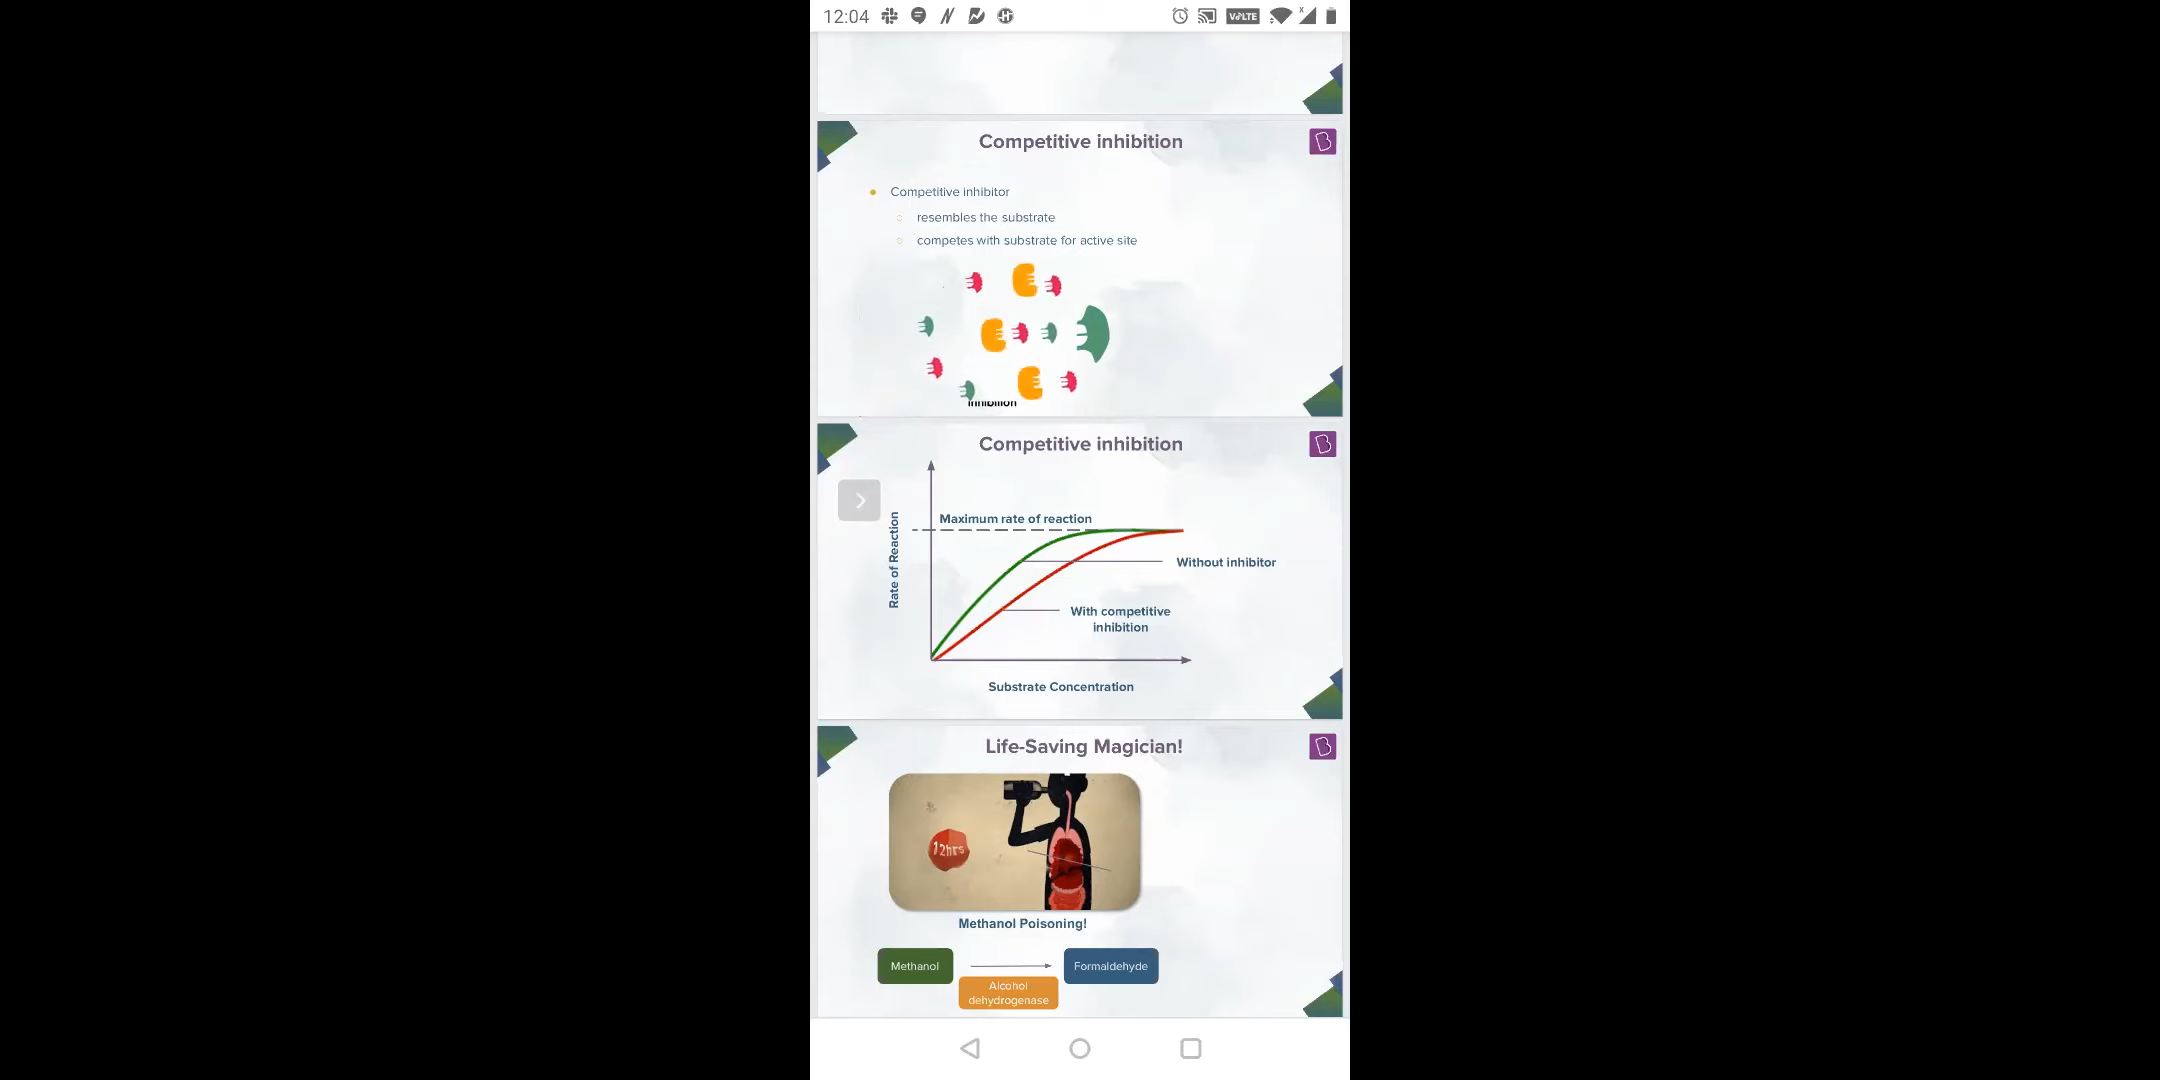 12:04
VoLTE
Competitive inhibition
Competitive inhibitor
resembles the substrate
competes with substrate for active site
inhibition
Competitive inhibition
Maximum rate of reaction
Rate of Reaction
Without inhibitor
With competitive
inhibition
Substrate Concentration
Life-Saving Magician!
12hrs
Methanol Poisoning!
Methanol
Formaldehyde
Alcohol
dehydrogenase